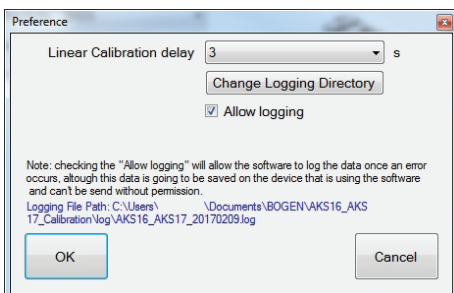 Preference
Linear Calibration delay 3 s
Change Logging Directory
Allow logging
Note: checking the "Allow logging" will allow the software to log the data once an error
occurs, altough this data is going to be saved on the device that is using the software
and can't be send without permission.
Logging File Path: C:\Users\ \Documents\BOGEN\AKS16_AKS
17_Calibration\log\AKS16_AKS17_20170209.log
OK Cancel